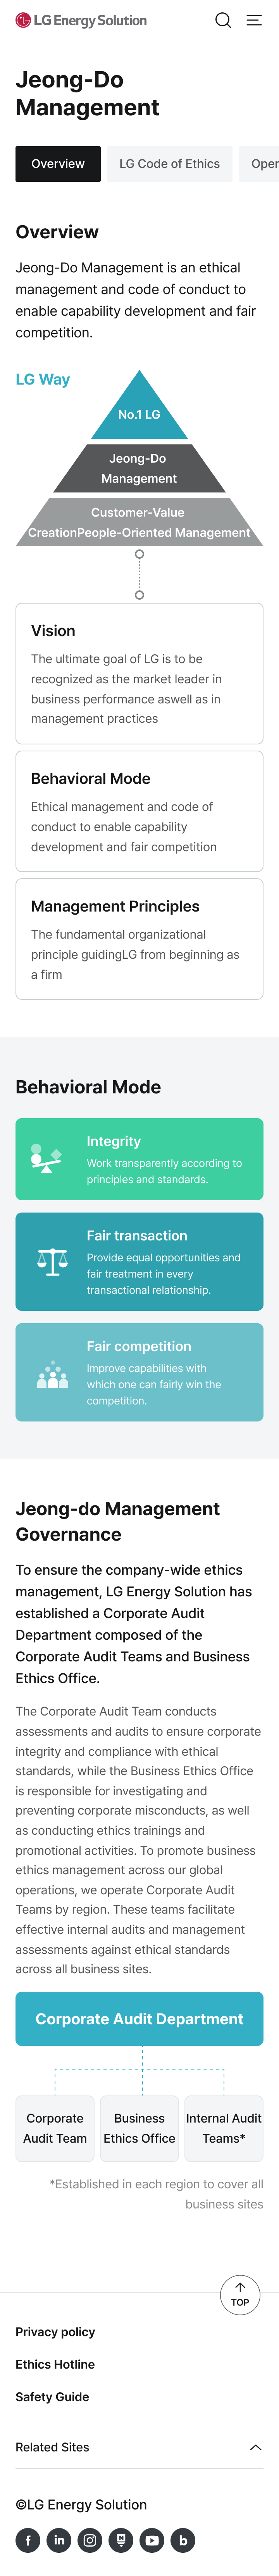 LG Energy Solution
Jeong-Do
Management
Overview
LG Code of Ethics
Oper
Overview
Jeong-Do Management is an ethical
management and code of conduct to
enable capability development and fair
competition.
LG Way
No.1 LG
Jeong-Do
Management
Customer-Value
CreationPeople-Oriented Management
Vision
The ultimate goal of LG is to be
recognized as the market leader in
business performance aswell as in
management practices
Behavioral Mode
Ethical management and code of
conduct to enable capability
development and fair competition
Management Principles
The fundamental organizational
principle guidingLG from beginning as
a firm
Behavioral Mode
Integrity
Work transparently according to
principles and standards.
Fair transaction
Provide equal opportunities and
fair treatment in every
transactional relationship.
Fair competition
Improve capabilities with
which one can fairly win the
competition.
Jeong-do Management
Governance
To ensure the company-wide ethics
management, LG Energy Solution has
established a Corporate Audit
Department composed of the
Corporate Audit Teams and Business
Ethics Office.
The Corporate Audit Team conducts
assessments and audits to ensure corporate
integrity and compliance with ethical
standards, while the Business Ethics Office
is responsible for investigating and
preventing corporate misconducts, as well
as conducting ethics trainings and
promotional activities. To promote business
ethics management across our global
operations, we operate Corporate Audit
Teams by region. These teams facilitate
effective internal audits and management
assessments against ethical standards
across all business sites.
Corporate Audit Department
Corporate
Audit Team
Business
Ethics Office
Internal Audit
Teams*
*Established in each region to cover all
business sites
TOP
Privacy policy
Ethics Hotline
Safety Guide
Related Sites
©LG Energy Solution